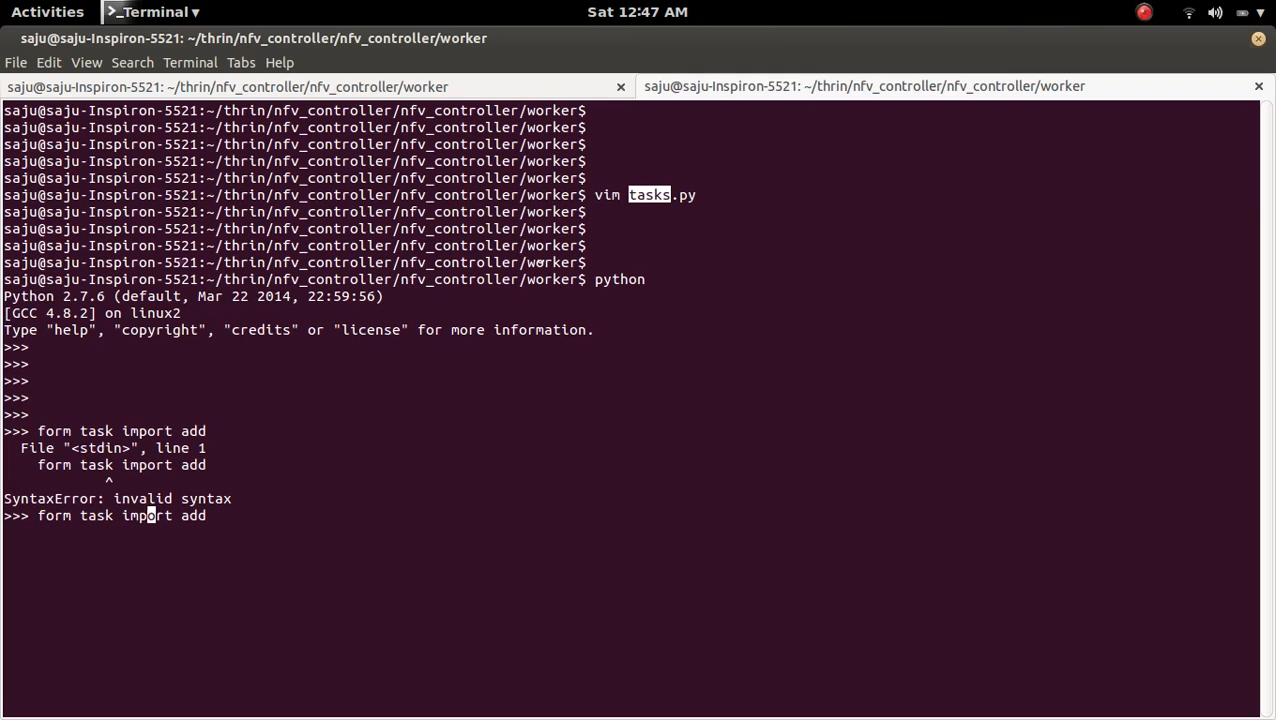 Activities >_Terminal ▾ Sat 12:47 AM
saju@saju-Inspiron-5521: ~/thrin/nfv_controller/nfv_controller/worker
File Edit View Search Terminal Tabs Help
saju@saju-Inspiron-5521: ~/thrin/nfv_controller/nfv_controller/worker × saju@saju-Inspiron-5521: ~/thrin/nfv_controller/nfv_controller/worker ×
saju@saju-Inspiron-5521:~/thrin/nfv_controller/nfv_controller/worker$
saju@saju-Inspiron-5521:~/thrin/nfv_controller/nfv_controller/worker$
saju@saju-Inspiron-5521:~/thrin/nfv_controller/nfv_controller/worker$
saju@saju-Inspiron-5521:~/thrin/nfv_controller/nfv_controller/worker$
saju@saju-Inspiron-5521:~/thrin/nfv_controller/nfv_controller/worker$
saju@saju-Inspiron-5521:~/thrin/nfv_controller/nfv_controller/worker$ vim tasks.py
saju@saju-Inspiron-5521:~/thrin/nfv_controller/nfv_controller/worker$
saju@saju-Inspiron-5521:~/thrin/nfv_controller/nfv_controller/worker$
saju@saju-Inspiron-5521:~/thrin/nfv_controller/nfv_controller/worker$
saju@saju-Inspiron-5521:~/thrin/nfv_controller/nfv_controller/worker$
saju@saju-Inspiron-5521:~/thrin/nfv_controller/nfv_controller/worker$ python
Python 2.7.6 (default, Mar 22 2014, 22:59:56)
[GCC 4.8.2] on linux2
Type "help", "copyright", "credits" or "license" for more information.
>>>
>>>
>>>
>>>
>>>
>>> form task import add
  File "<stdin>", line 1
    form task import add
            ^
SyntaxError: invalid syntax
>>> form task import add